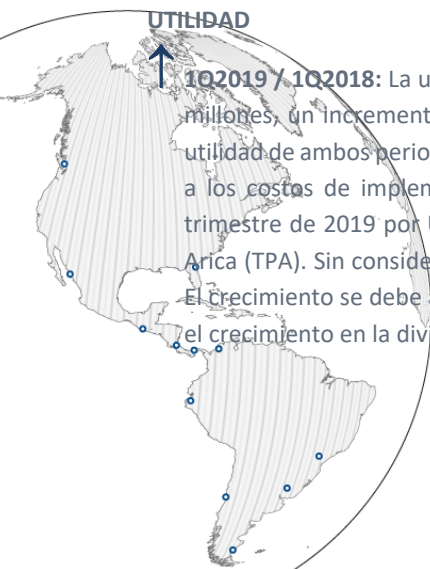 UTILIDAD
1Q2019 / 1Q2018: La u
millones, un increment
utilidad de ambos perio
a los costos de implem
trimestre de 2019 por
Arica (TPA). Sin conside
El crecimiento se debe
el crecimiento en la div